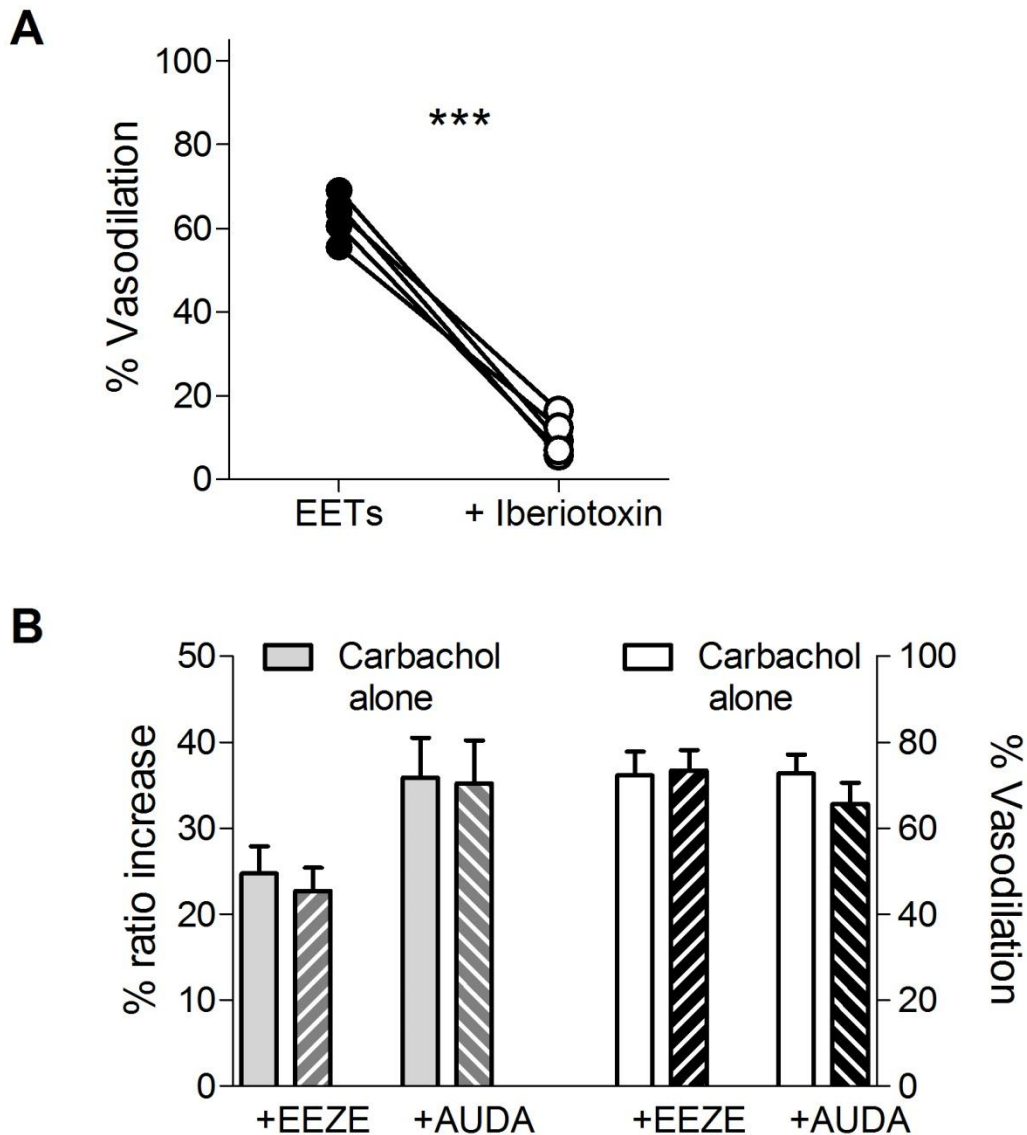 A
100
80
60
40
20
0
% Vasodilation
***
EETs
+ Iberiotoxin
B
50
40
30
20
10
0
% ratio increase
Carbachol
alone
Carbachol
alone
100
80
60
40
20
0
% Vasodilation
+EEZE
+AUDA
+EEZE
+AUDA